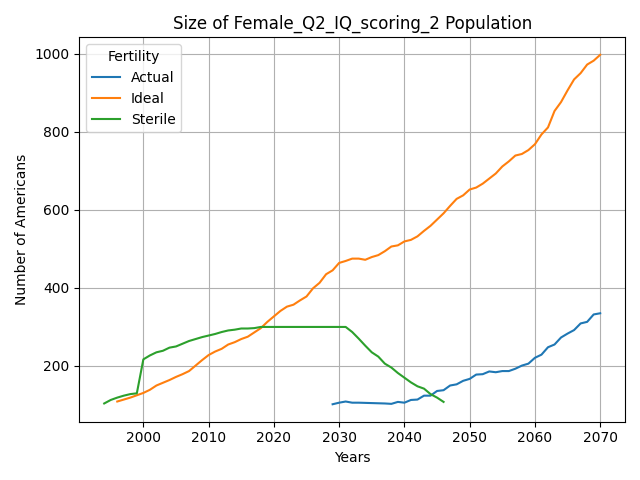 Size of Female_Q2_IQ_scoring_2 Population
Fertility
Actual
Ideal
Sterile
Number of Americans
1000
800
600
400
200
2000 2010 2020 2030 2040 2050 2060 2070
Years